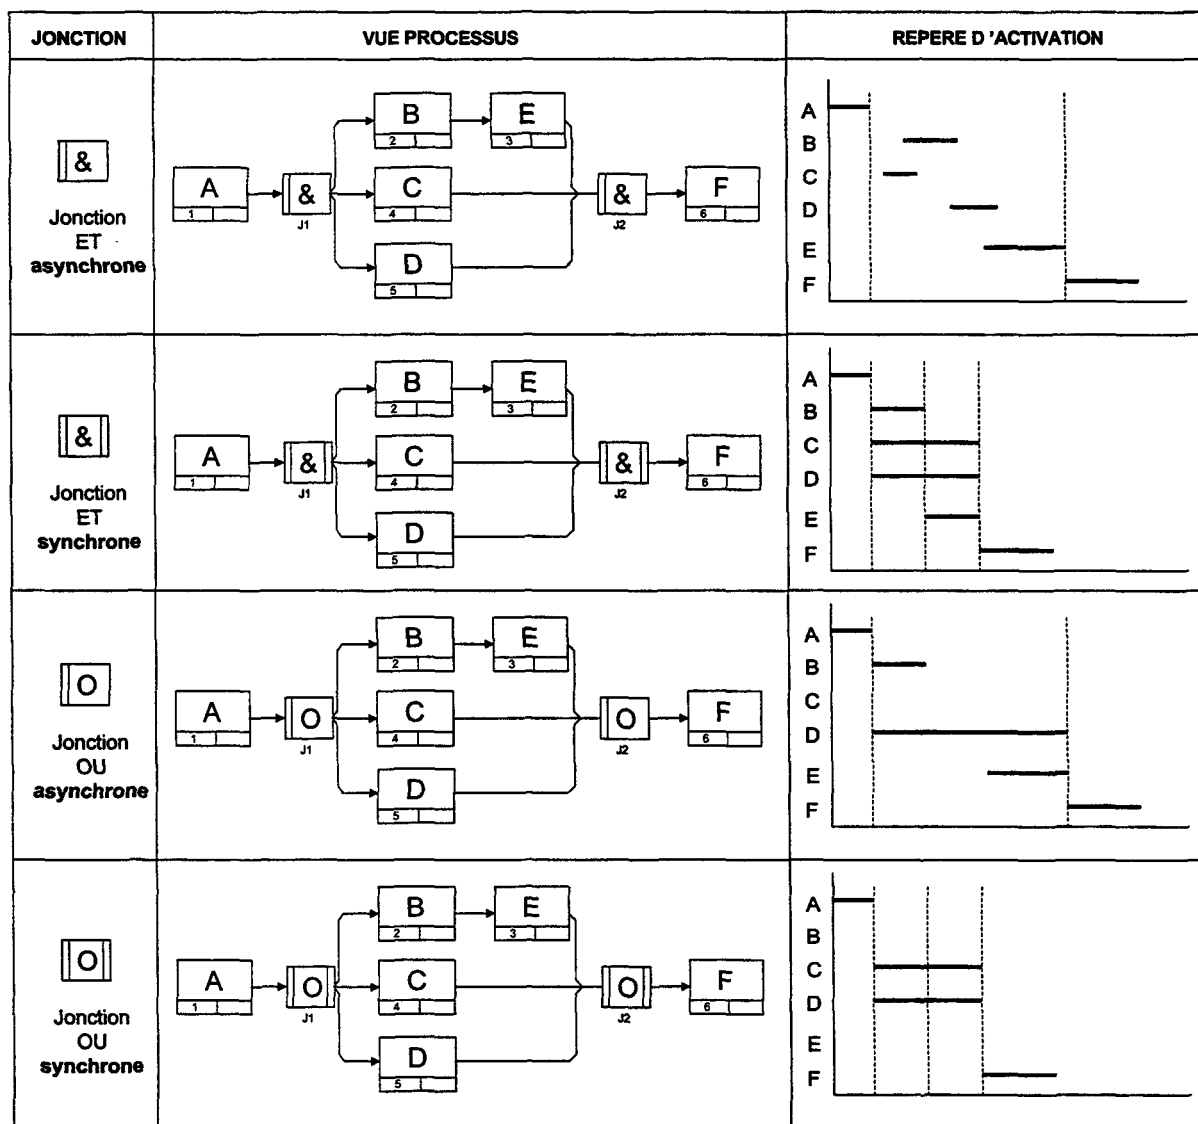 JONCTION
VUE PROCESSUS
REPERE D 'ACTIVATION
&
Jonction
ET
asynchrone
A
1
&
J1
B
2
E
3
C
4
D
5
&
J2
F
6
A
B
C
D
E
F
&
Jonction
ET
synchrone
A
1
&
J1
B
2
E
3
C
4
D
5
&
J2
F
6
A
B
C
D
E
F
O
Jonction
OU
asynchrone
A
1
O
J1
B
2
E
3
C
4
D
5
O
J2
F
6
A
B
C
D
E
F
O
Jonction
OU
synchrone
A
1
O
J1
B
2
E
3
C
4
D
5
O
J2
F
6
A
B
C
D
E
F